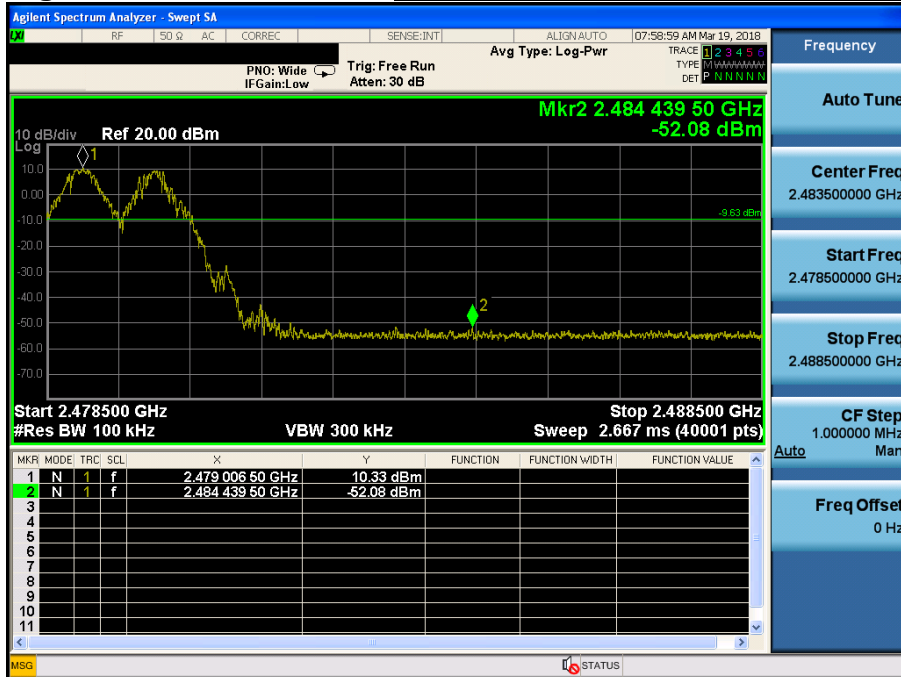 Agilent Spectrum Analyzer - Swept SA
LXI RF 50 Ω AC CORREC SENSE:INT ALIGN AUTO 07:58:59 AM Mar 19, 2018
Avg Type: Log-Pwr TRACE 1 2 3 4 5 6
PNO: Wide Trig: Free Run TYPE M WWWWW
IFGain:Low Atten: 30 dB DET P N N N N N
Mkr2 2.484 439 50 GHz
10 dB/div Ref 20.00 dBm -52.08 dBm
Log
1
10.0
0.00
-10.0
-9.63 dBm
-20.0
-30.0
-40.0
2
-50.0
-60.0
-70.0
Start 2.478500 GHz Stop 2.488500 GHz
#Res BW 100 kHz VBW 300 kHz Sweep 2.667 ms (40001 pts)
MKR MODE TRC SCL X Y FUNCTION FUNCTION WIDTH FUNCTION VALUE
1 N 1 f 2.479 006 50 GHz 10.33 dBm
2 N 1 f 2.484 439 50 GHz -52.08 dBm
3
4
5
6
7
8
9
10
11
MSG STATUS
Frequency
Auto Tune
Center Freq
2.483500000 GHz
Start Freq
2.478500000 GHz
Stop Freq
2.488500000 GHz
CF Step
1.000000 MHz
Auto Man
Freq Offset
0 Hz